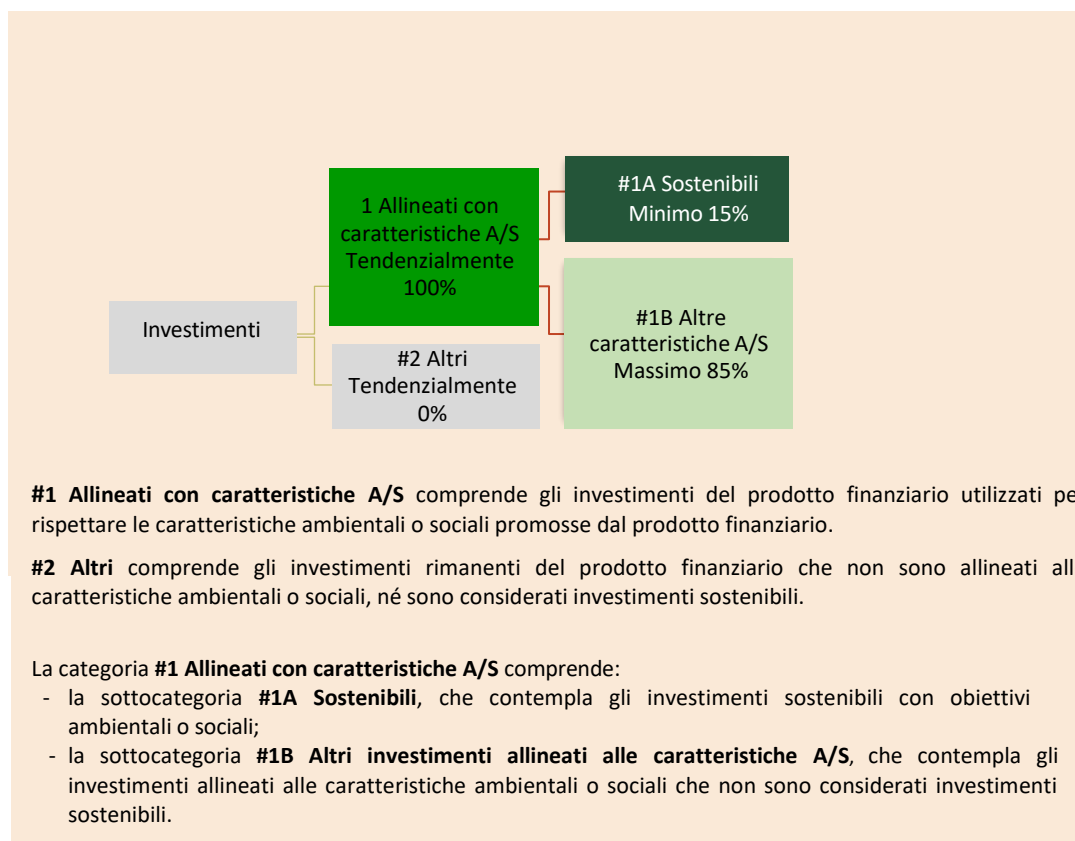 #1A Sostenibili
Minimo 15%
1 Allineati con
caratteristiche A/S
Tendenzialmente
100%
#1B Altre
caratteristiche A/S
Massimo 85%
Investimenti
#2 Altri
Tendenzialmente
0%
#1 Allineati con caratteristiche A/S comprende gli investimenti del prodotto finanziario utilizzati pe
rispettare le caratteristiche ambientali o sociali promosse dal prodotto finanziario.
#2 Altri comprende gli investimenti rimanenti del prodotto finanziario che non sono allineati all
caratteristiche ambientali o sociali, né sono considerati investimenti sostenibili.
La categoria #1 Allineati con caratteristiche A/S comprende:
- la sottocategoria #1A Sostenibili, che contempla gli investimenti sostenibili con obiettivi
ambientali o sociali;
- la sottocategoria #1B Altri investimenti allineati alle caratteristiche A/S, che contempla gli
investimenti allineati alle caratteristiche ambientali o sociali che non sono considerati investimenti
sostenibili.